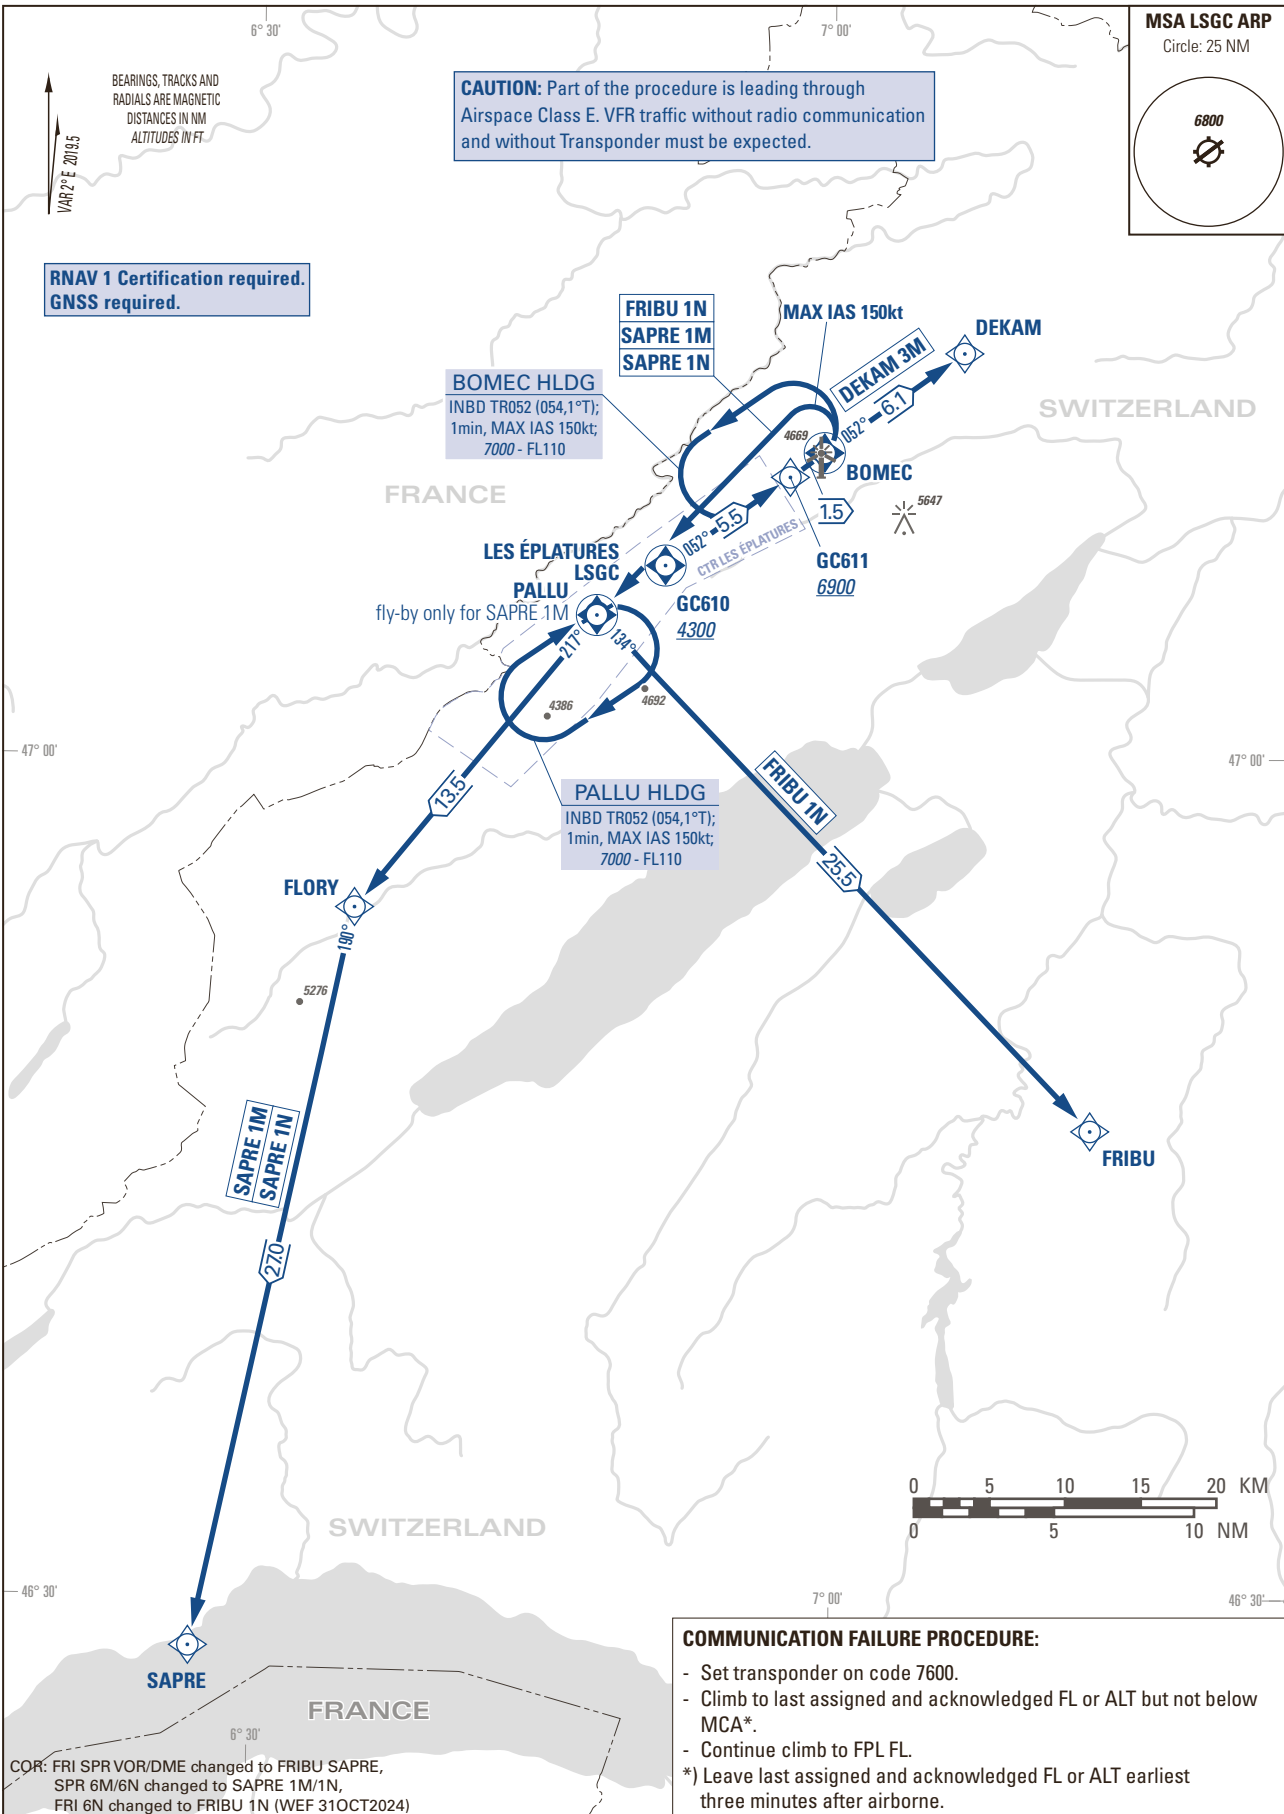 6° 30'
7° 00'
MSA LSGC ARP
Circle: 25 NM
6800
BEARINGS, TRACKS AND
RADIALS ARE MAGNETIC
DISTANCES IN NM
ALTITUDES IN FT
VAR 2° E 2019.5
CAUTION: Part of the procedure is leading through
Airspace Class E. VFR traffic without radio communication
and without Transponder must be expected.
RNAV 1 Certification required.
GNSS required.
FRIBU 1N
SAPRE 1M
SAPRE 1N
MAX IAS 150kt
DEKAM
DEKAM 3M
6.1
052°
BOMEC HLDG
INBD TR052 (054,1°T);
1min, MAX IAS 150kt;
7000 - FL110
SWITZERLAND
4669
BOMEC
FRANCE
5647
1.5
052°
5.5
CTR LES ÉPLATURES
LES ÉPLATURES
LSGC
GC611
6900
PALLU
fly-by only for SAPRE 1M
GC610
4300
217°
134°
4692
4386
47° 00'
47° 00'
13.5
PALLU HLDG
INBD TR052 (054,1°T);
1min, MAX IAS 150kt;
7000 - FL110
FRIBU 1N
25.5
FLORY
190°
5276
SAPRE 1M
SAPRE 1N
FRIBU
27.0
0 5 10 15 20 KM
0 5 10 NM
SWITZERLAND
46° 30'
7° 00'
46° 30'
SAPRE
FRANCE
6° 30'
COR: FRI SPR VOR/DME changed to FRIBU SAPRE,
SPR 6M/6N changed to SAPRE 1M/1N,
FRI 6N changed to FRIBU 1N (WEF 31OCT2024)
COMMUNICATION FAILURE PROCEDURE:
- Set transponder on code 7600.
- Climb to last assigned and acknowledged FL or ALT but not below
MCA*.
- Continue climb to FPL FL.
*) Leave last assigned and acknowledged FL or ALT earliest
three minutes after airborne.